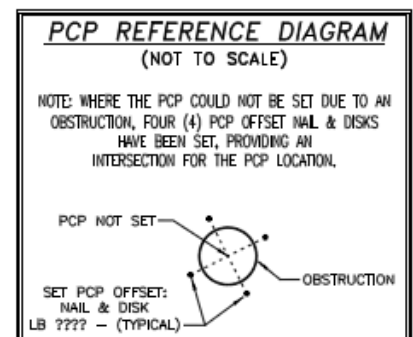 PCP REFERENCE DIAGRAM
(NOT TO SCALE)
NOTE: WHERE THE PCP COULD NOT BE SET DUE TO AN
OBSTRUCTION, FOUR (4) PCP OFFSET NAIL & DISKS
HAVE BEEN SET, PROVIDING AN
INTERSECTION FOR THE PCP LOCATION.
PCP NOT SET
OBSTRUCTION
SET PCP OFFSET:
NAIL & DISK
LB ???? – (TYPICAL)